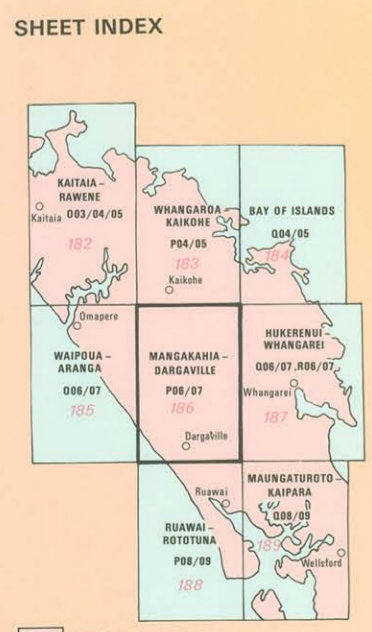 SHEET INDEX
KAITAIA –
RAWENE
Kaitaia
O03/04/05
182
WHANGAROA –
KAIKOHE
P04/05
183
Kaikohe
BAY OF ISLANDS
Q04/05
184
Omapere
WAIPOUA –
ARANGA
O06/07
185
MANGAKAHIA –
DARGAVILLE
P06/07
186
Dargaville
HUKERENUI –
WHANGAREI
Q06/07 ,R06/07
Whangarei
187
Ruawai
RUAWAI –
ROTOTUNA
P08/09
188
MAUNGATUROTO –
KAIPARA
Q08/09
189
Wellsford